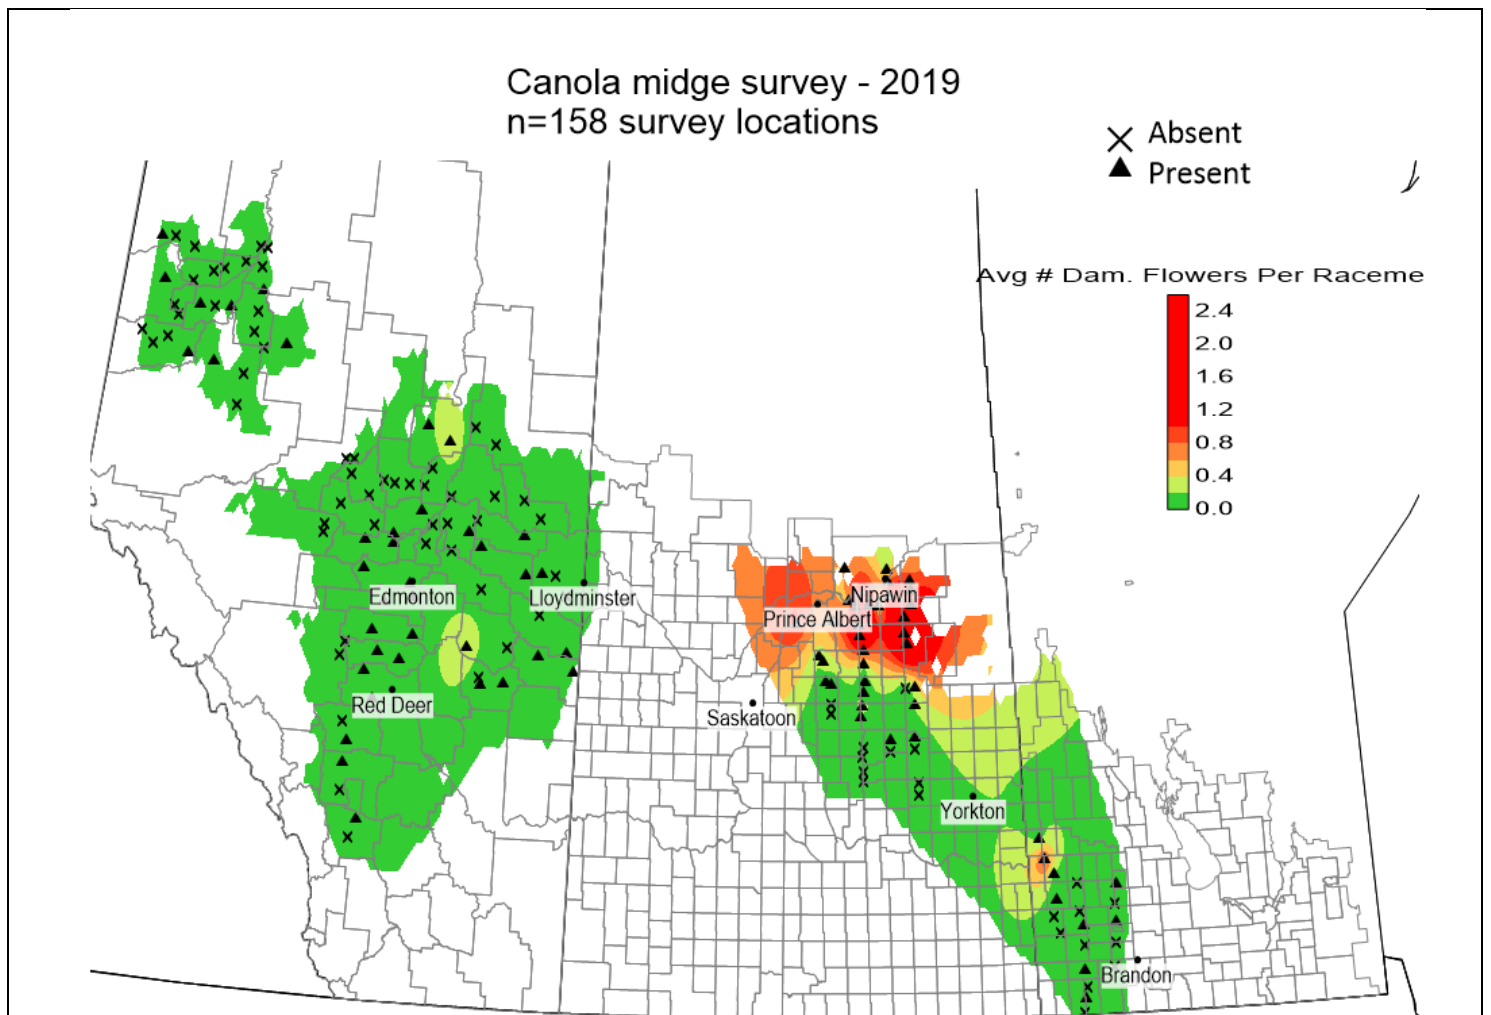 Canola midge survey - 2019
n=158 survey locations
Absent
Present
Avg # Dam. Flowers Per Raceme
2.4
2.0
1.6
1.2
0.8
0.4
0.0
Edmonton
Lloydminster
Nipawin
Prince Albert
Red Deer
Saskatoon
Yorkton
Brandon